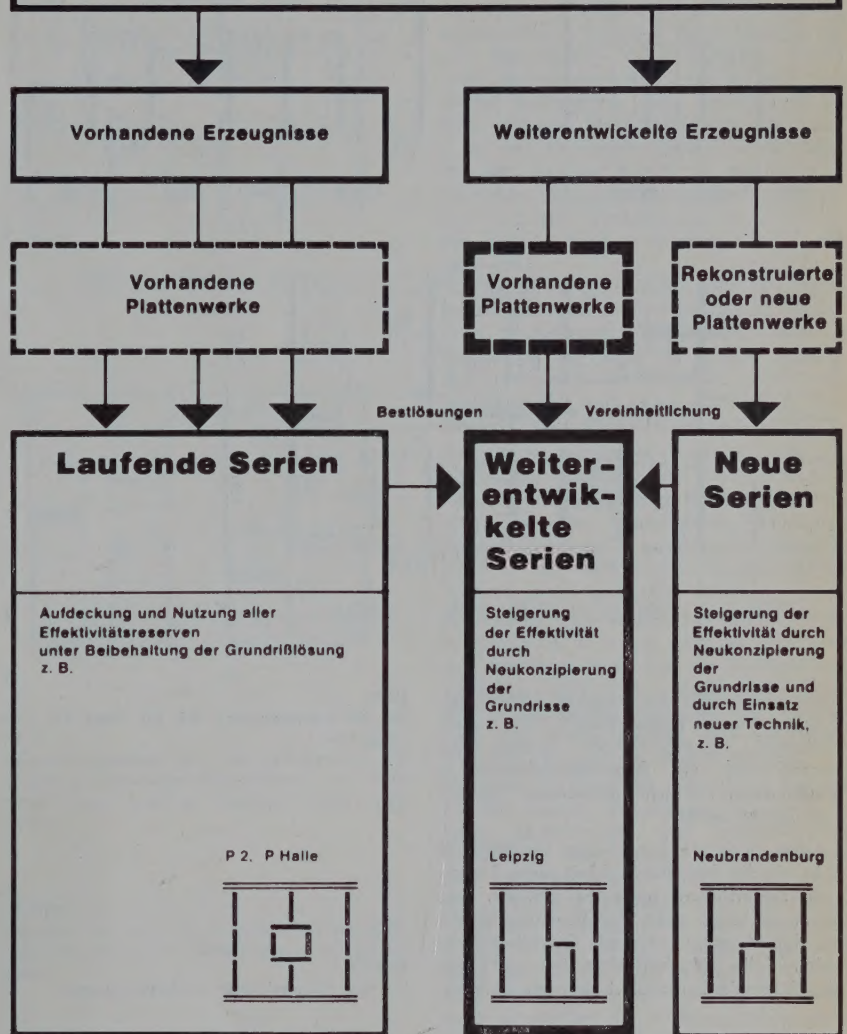 Vorhandene Erzeugnisse
Weiterentwickelte Erzeugnisse
Vorhandene
Plattenwerke
Vorhandene
Plattenwerke
Rekonstruierte
oder neue
Plattenwerke
Bestlösungen
Vereinheitlichung
Laufende Serien
Aufdeckung und Nutzung aller
Effektivitätsreserven
unter Beibehaltung der Grundrißlösung
z. B.
P 2, P Halle
Weiter-
entwik-
kelte
Serien
Steigerung
der Effektivität
durch
Neukonzipierung
der
Grundrisse
z. B.
Leipzig
Neue
Serien
Steigerung der
Effektivität durch
Neukonzipierung
der
Grundrisse und
durch Einsatz
neuer Technik,
z. B.
Neubrandenburg